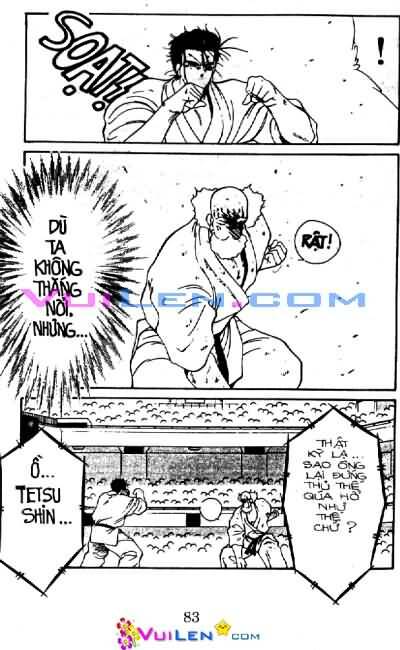 SOẠT!!
!
RẬT!
DÙ
TA
KHÔNG
THẮNG
NỔI,
NHƯNG...
VUILEN.COM
THẬT
KỲ LẠ...
SAO ÔNG
LẠI ĐỨNG
THỦ THẾ
QUÁ HỞ
NHƯ
THẾ
CHỨ?
Ồ...
TETSU
SHIN...
83
VUILEN
.COM